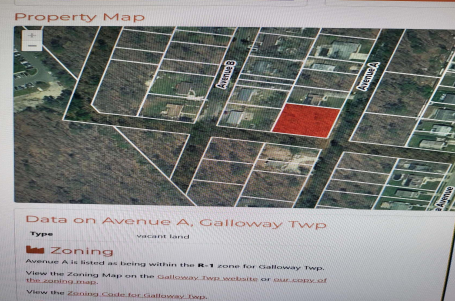 Property Map
+
−
Avenue B
Avenue A
Data on Avenue A, Galloway Twp
Type vacant land
Zoning
Avenue A is listed as being within the R-1 zone for Galloway Twp.
View the Zoning Map on the Galloway Twp website or our copy of
the zoning map.
View the Zoning Code for Galloway Twp.